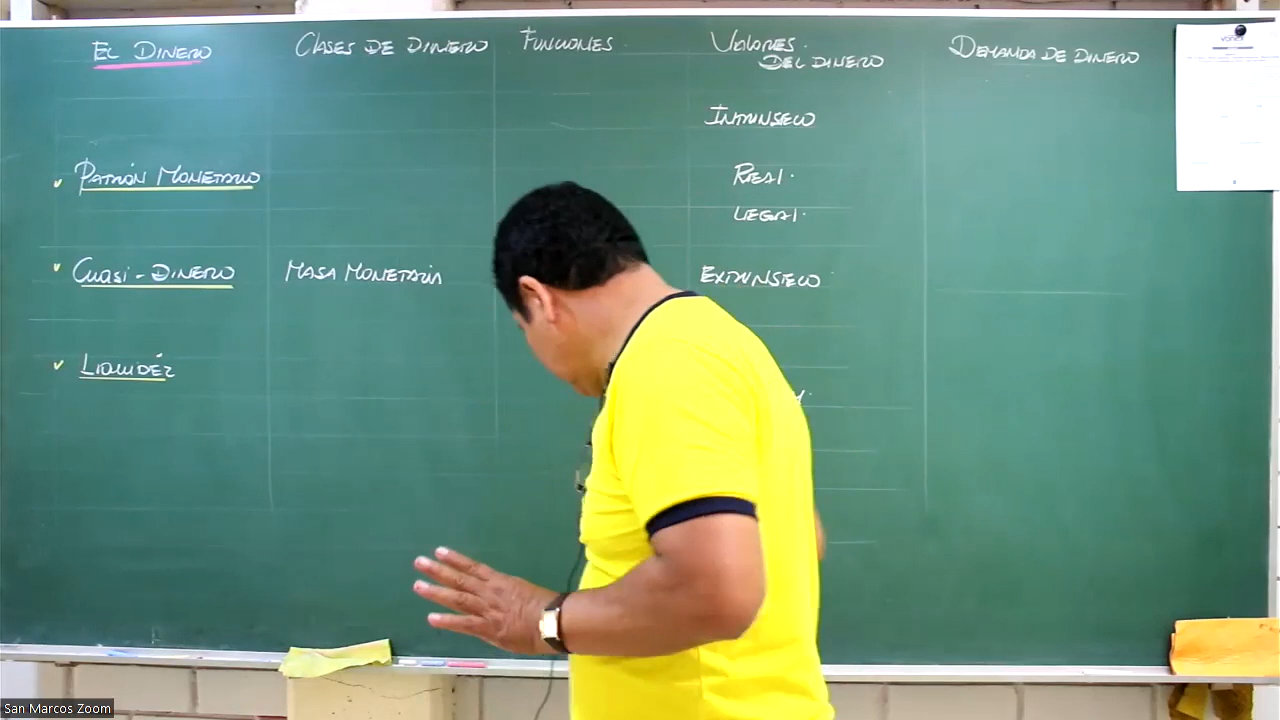 EL DINERO
CLASES DE DINERO
FUNCIONES
VALORES
DEL DINERO
DEMANDA DE DINERO
INTRINSECO
PATRÓN MONETARIO
REAL
LEGAL
CUASI-DINERO
MASA MONETARIA
EXTRINSECO
LIQUIDÉZ
San Marcos Zoom